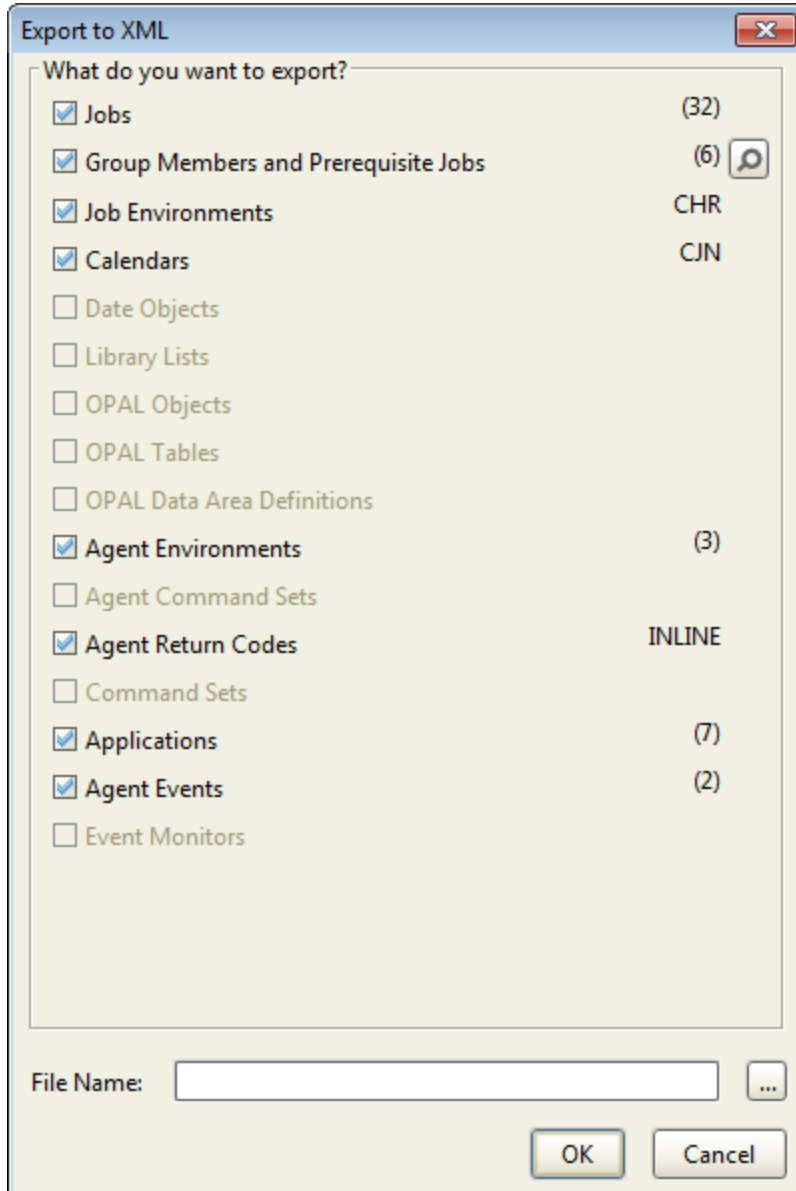 Export to XML
What do you want to export?
Jobs (32)
Group Members and Prerequisite Jobs (6)
Job Environments CHR
Calendars CJN
Date Objects
Library Lists
OPAL Objects
OPAL Tables
OPAL Data Area Definitions
Agent Environments (3)
Agent Command Sets
Agent Return Codes INLINE
Command Sets
Applications (7)
Agent Events (2)
Event Monitors
File Name: ...
OK Cancel